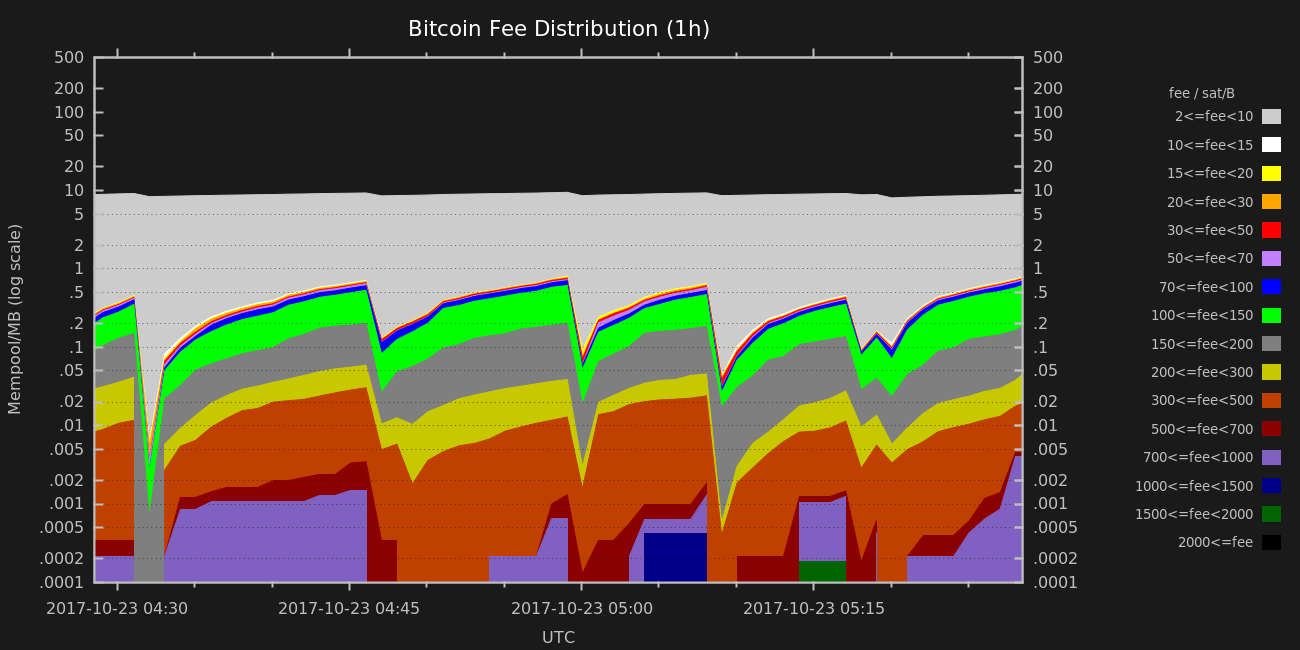 Bitcoin Fee Distribution (1h)
Mempool/MB (log scale)
500
200
100
50
20
10
5
2
1
.5
.2
.1
.05
.02
.01
.005
.002
.001
.0005
.0002
.0001
500
200
100
50
20
10
5
2
1
.5
.2
.1
.05
.02
.01
.005
.002
.001
.0005
.0002
.0001
2017-10-23 04:30
2017-10-23 04:45
2017-10-23 05:00
2017-10-23 05:15
UTC
fee / sat/B
2<=fee<10
10<=fee<15
15<=fee<20
20<=fee<30
30<=fee<50
50<=fee<70
70<=fee<100
100<=fee<150
150<=fee<200
200<=fee<300
300<=fee<500
500<=fee<700
700<=fee<1000
1000<=fee<1500
1500<=fee<2000
2000<=fee